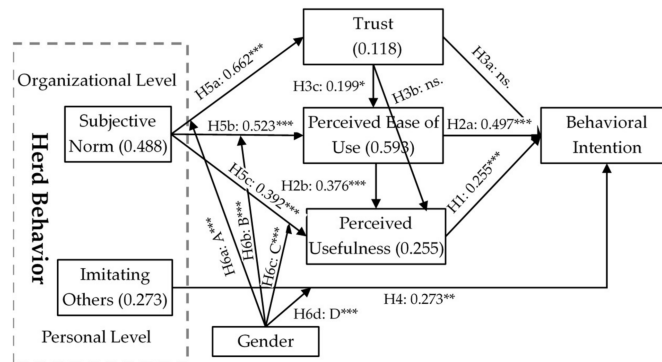 Trust
(0.118)
Organizational Level
H5a: 0.662***
H3c: 0.199*
H3b: ns.
H3a: ns.
Herd Behavior
Subjective
Norm (0.488)
H5b: 0.523***
Perceived Ease of
Use (0.593)
H2a: 0.497***
Behavioral
Intention
H5c: 0.392***
H2b: 0.376***
H1: 0.255***
Perceived
Usefulness (0.255)
H6a: A***
H6b: B***
H6c: C***
Imitating
Others (0.273)
H4: 0.273**
H6d: D***
Personal Level
Gender